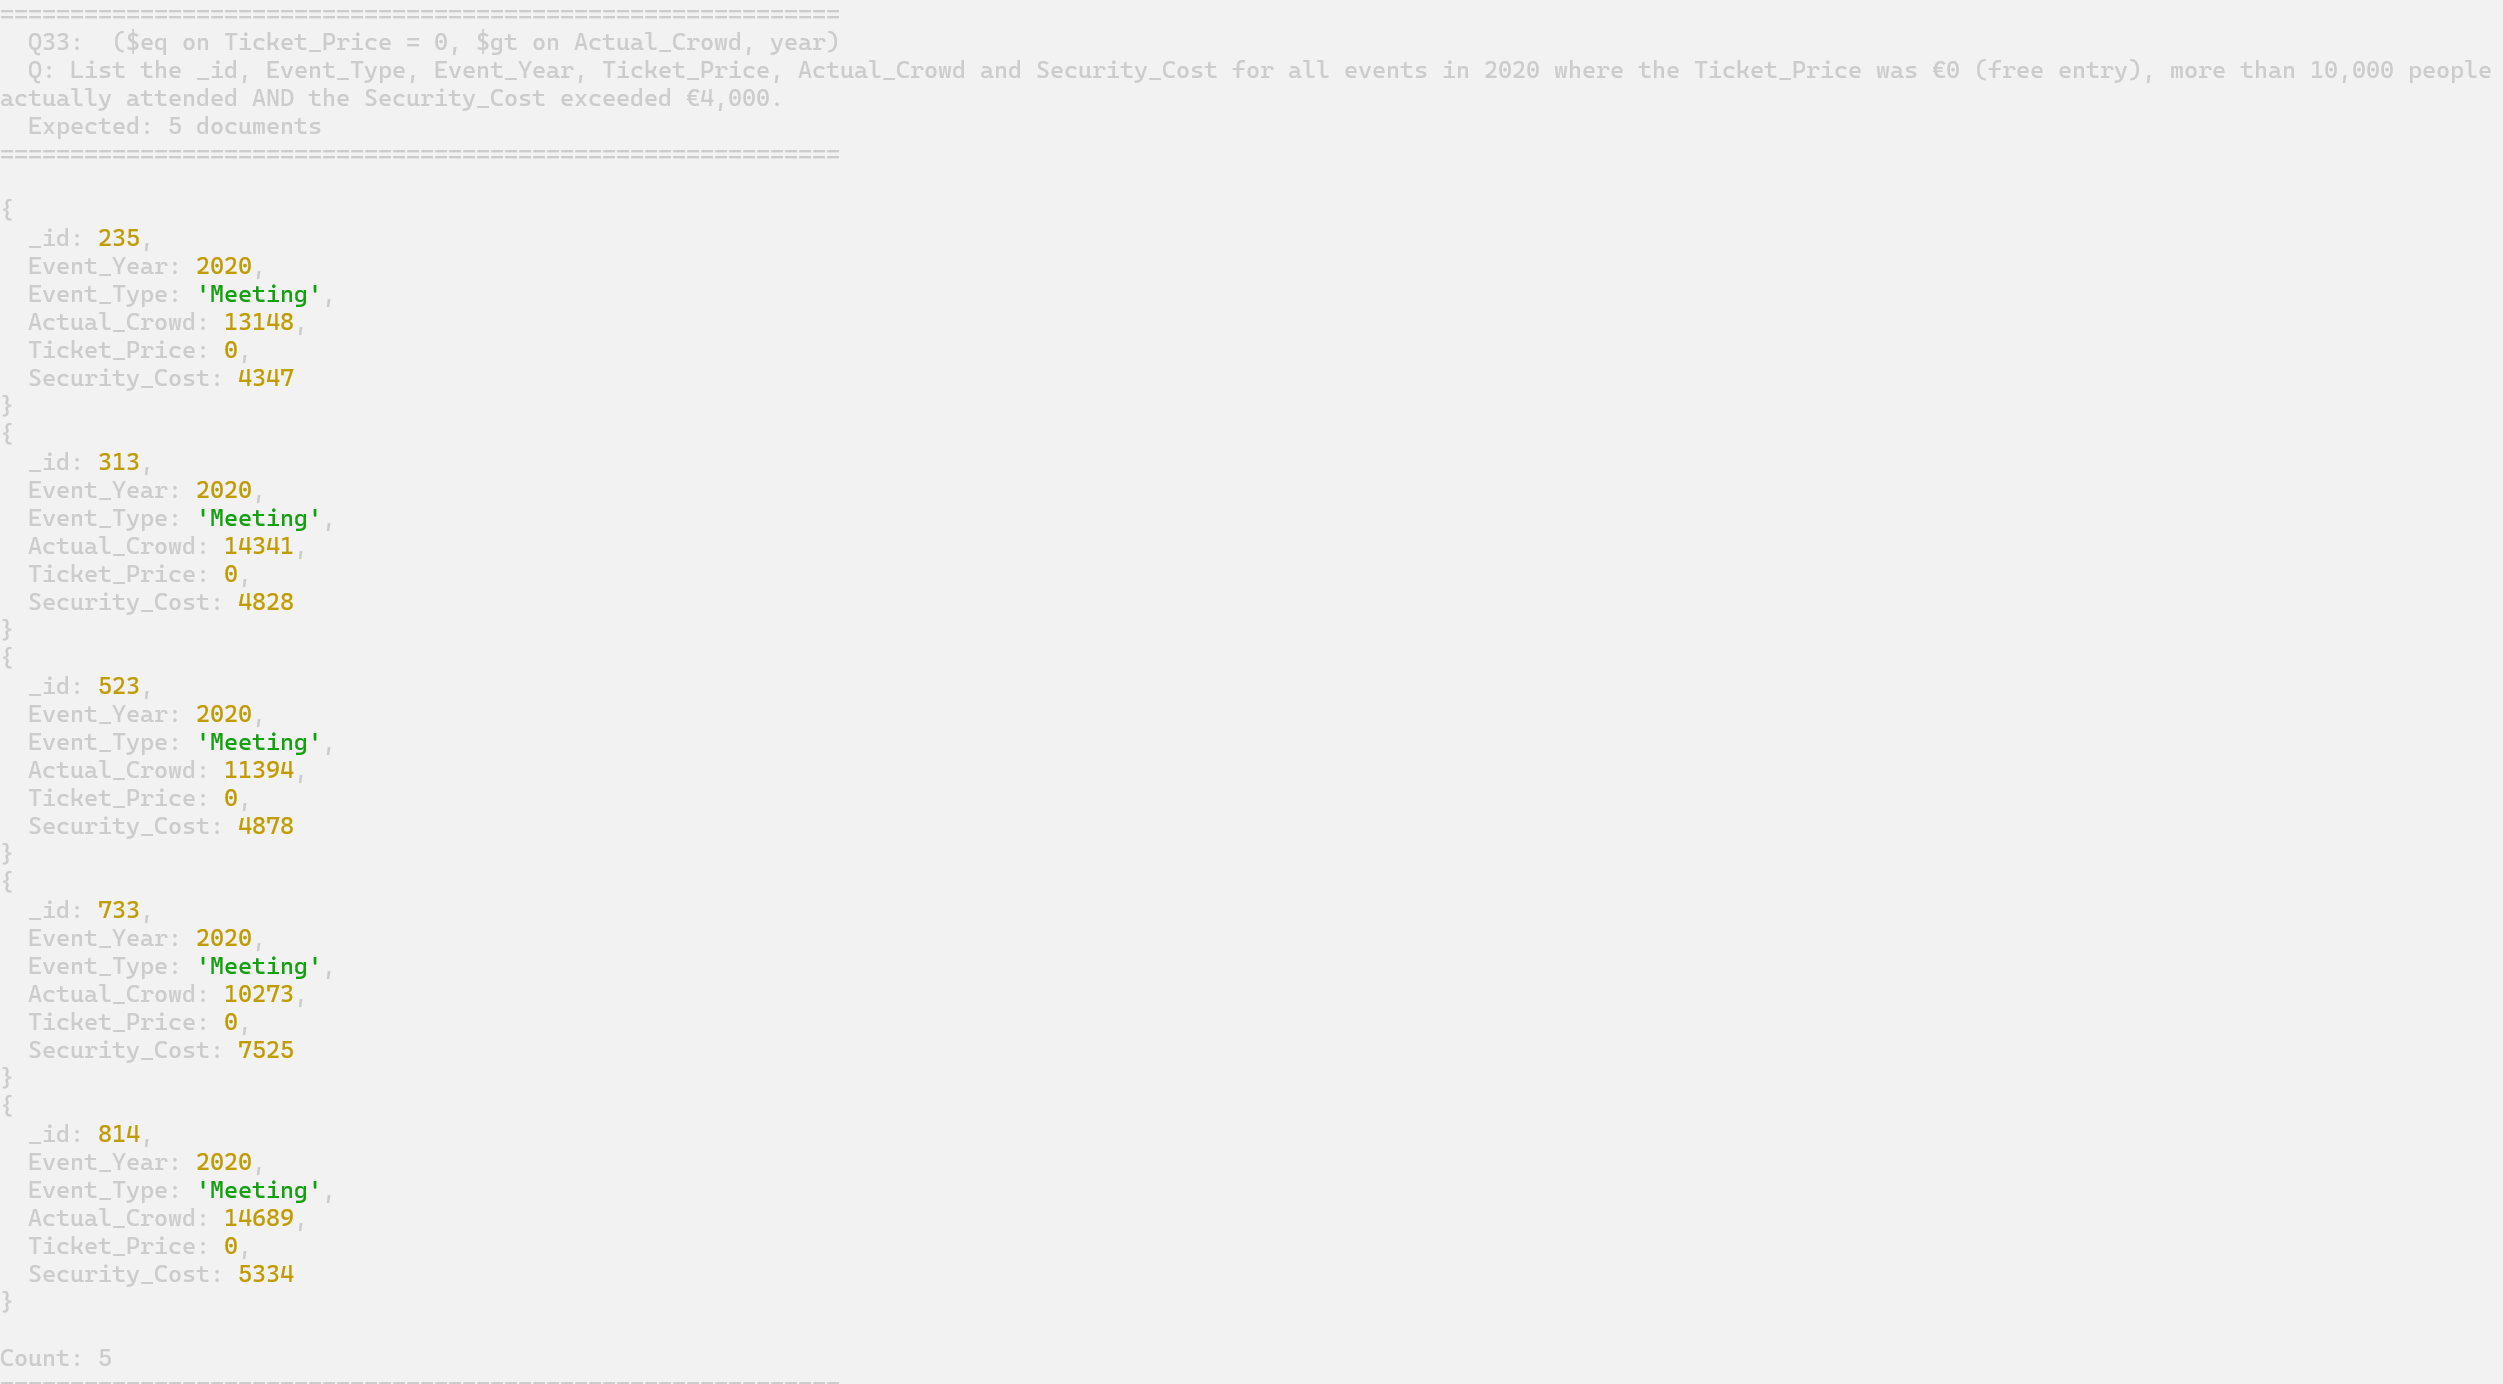 ============================================================
  Q33:  ($eq on Ticket_Price = 0, $gt on Actual_Crowd, year)
  Q: List the _id, Event_Type, Event_Year, Ticket_Price, Actual_Crowd and Security_Cost for all events in 2020 where the Ticket_Price was €0 (free entry), more than 10,000 people
actually attended AND the Security_Cost exceeded €4,000.
  Expected: 5 documents
============================================================

{
  _id: 235,
  Event_Year: 2020,
  Event_Type: 'Meeting',
  Actual_Crowd: 13148,
  Ticket_Price: 0,
  Security_Cost: 4347
}
{
  _id: 313,
  Event_Year: 2020,
  Event_Type: 'Meeting',
  Actual_Crowd: 14341,
  Ticket_Price: 0,
  Security_Cost: 4828
}
{
  _id: 523,
  Event_Year: 2020,
  Event_Type: 'Meeting',
  Actual_Crowd: 11394,
  Ticket_Price: 0,
  Security_Cost: 4878
}
{
  _id: 733,
  Event_Year: 2020,
  Event_Type: 'Meeting',
  Actual_Crowd: 10273,
  Ticket_Price: 0,
  Security_Cost: 7525
}
{
  _id: 814,
  Event_Year: 2020,
  Event_Type: 'Meeting',
  Actual_Crowd: 14689,
  Ticket_Price: 0,
  Security_Cost: 5334
}

Count: 5
============================================================